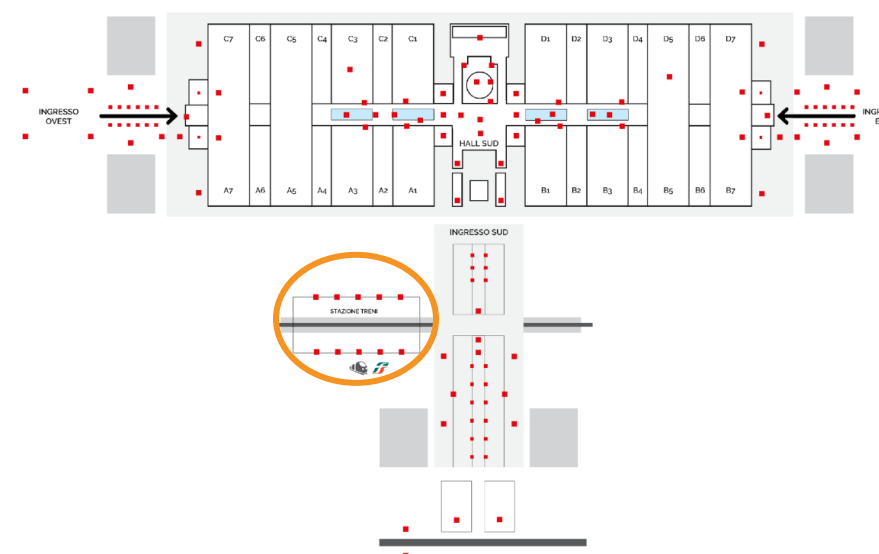 C7 C6 C5 C4 C3 C2 C1 D1 D2 D3 D4 D5 D6 D7
INGRESSO
OVEST
INGR
E
HALL SUD
A7 A6 A5 A4 A3 A2 A1 B1 B2 B3 B4 B5 B6 B7
INGRESSO SUD
STAZIONE TRENI